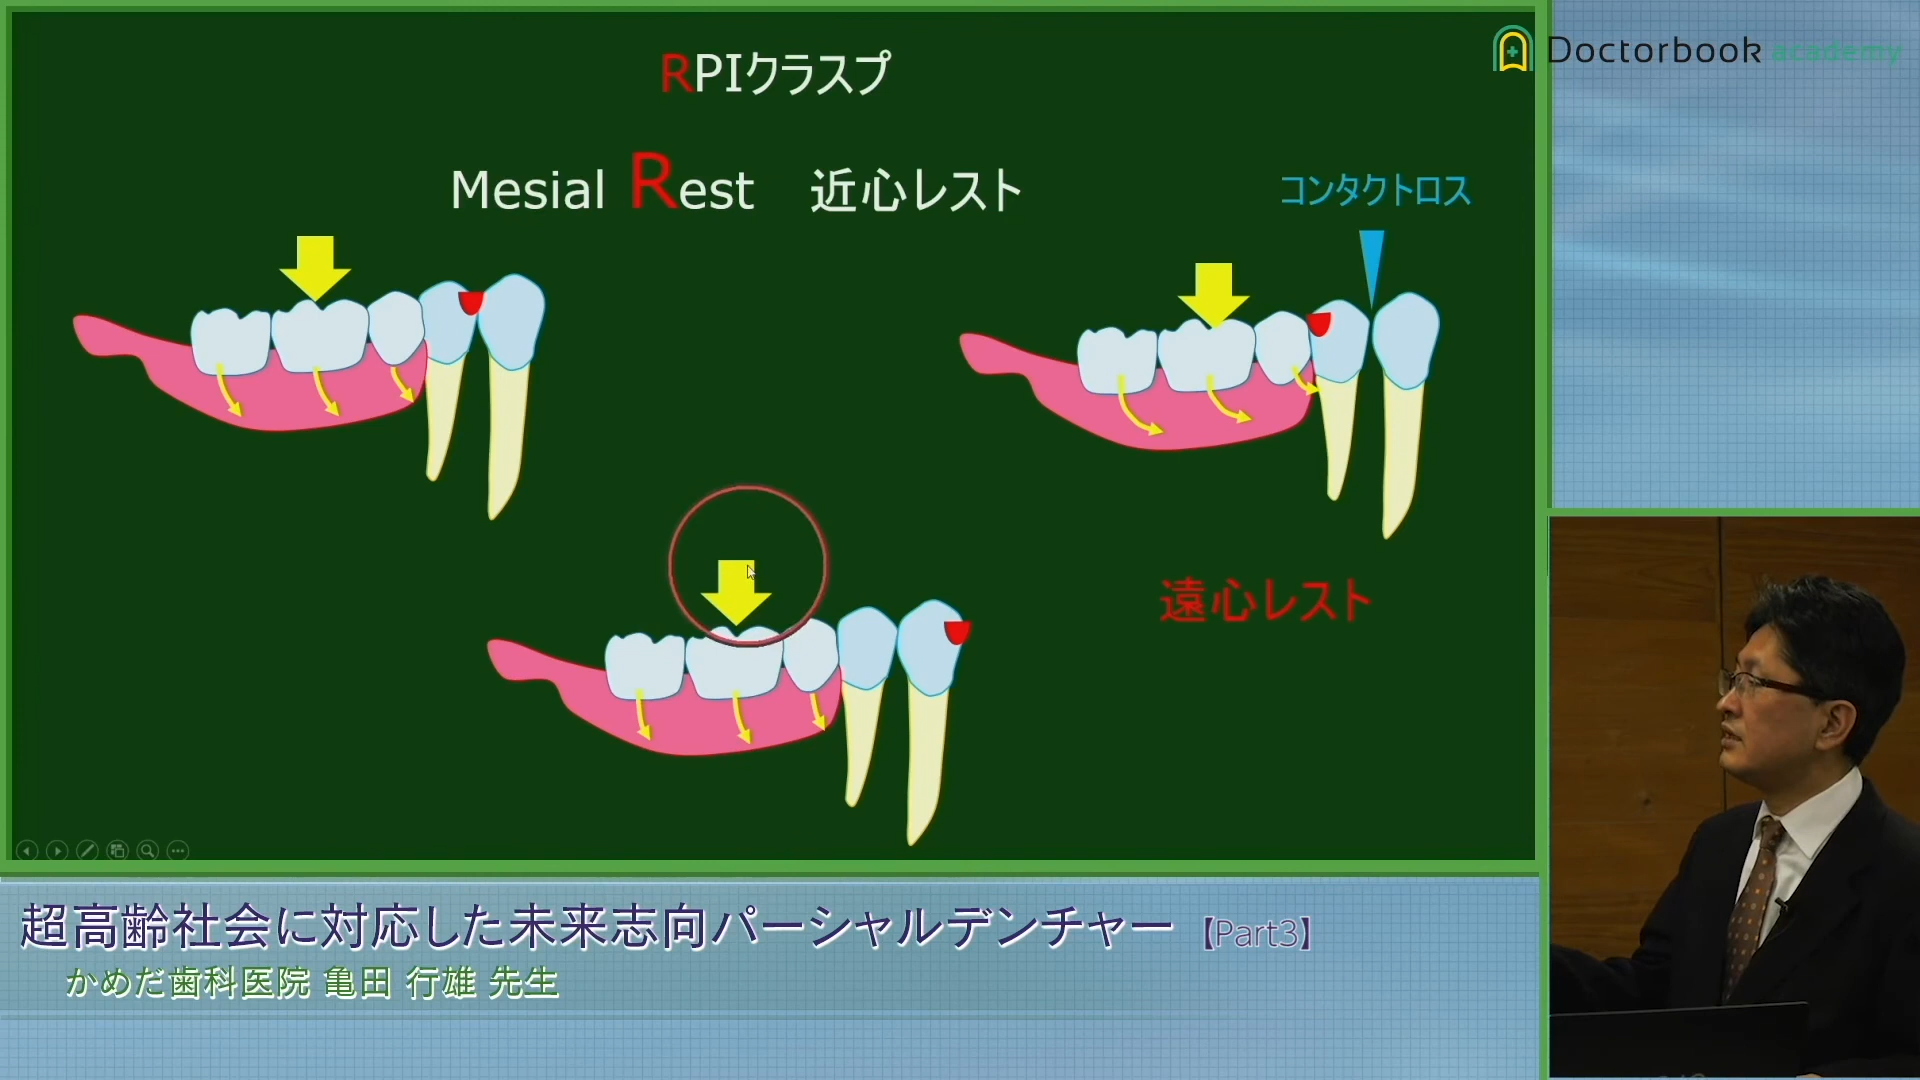 RPIクラスプ
Doctorbook academy
Mesial Rest 近心レスト
コンタクトロス
遠心レスト
超高齢社会に対応した未来志向パーシャルデンチャー 【Part3】
かめだ歯科医院 亀田 行雄 先生